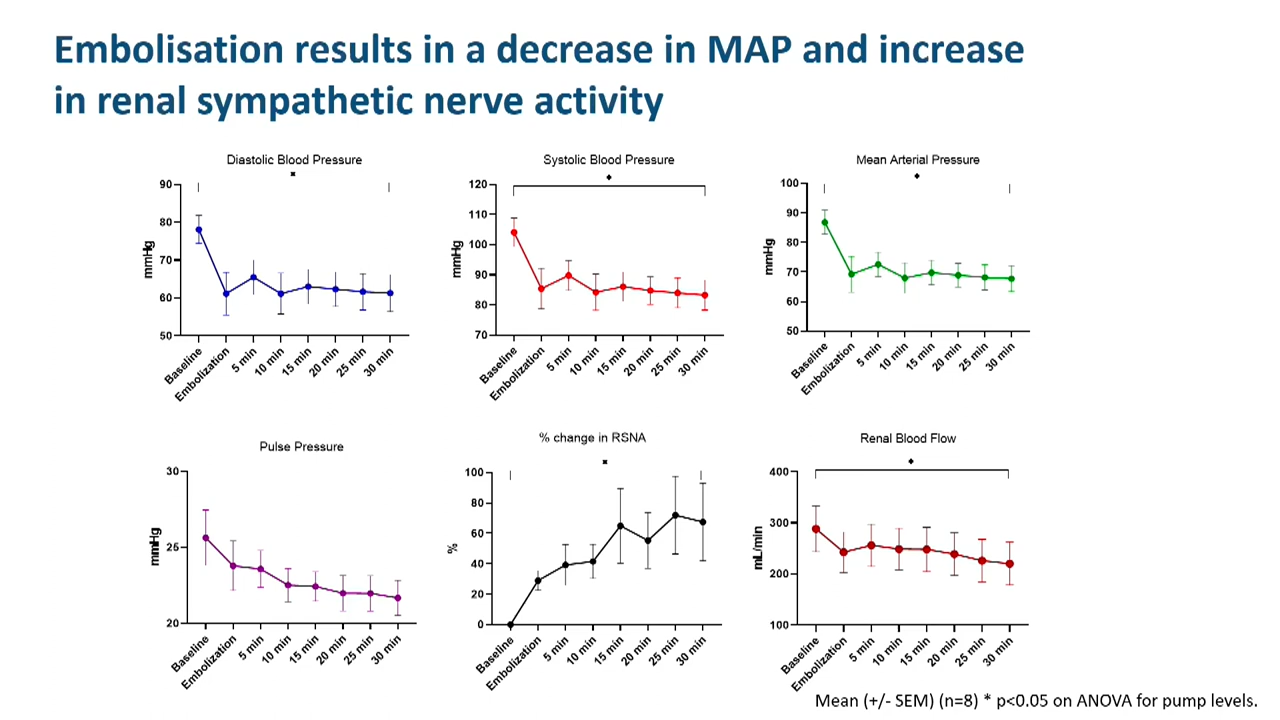 Embolisation results in a decrease in MAP and increase
in renal sympathetic nerve activity
Diastolic Blood Pressure
mmHg
90
80
70
60
50
Baseline
Embolization
5 min
10 min
15 min
20 min
25 min
30 min
Systolic Blood Pressure
mmHg
120
110
100
90
80
70
Baseline
Embolization
5 min
10 min
15 min
20 min
25 min
30 min
Mean Arterial Pressure
mmHg
100
90
80
70
60
50
Baseline
Embolization
5 min
10 min
15 min
20 min
25 min
30 min
Pulse Pressure
mmHg
30
25
20
Baseline
Embolization
5 min
10 min
15 min
20 min
25 min
30 min
% change in RSNA
%
100
80
60
40
20
0
Baseline
Embolization
5 min
10 min
15 min
20 min
25 min
30 min
Renal Blood Flow
mL/min
400
300
200
100
Baseline
Embolization
5 min
10 min
15 min
20 min
25 min
30 min
Mean (+/- SEM) (n=8) * p<0.05 on ANOVA for pump levels.